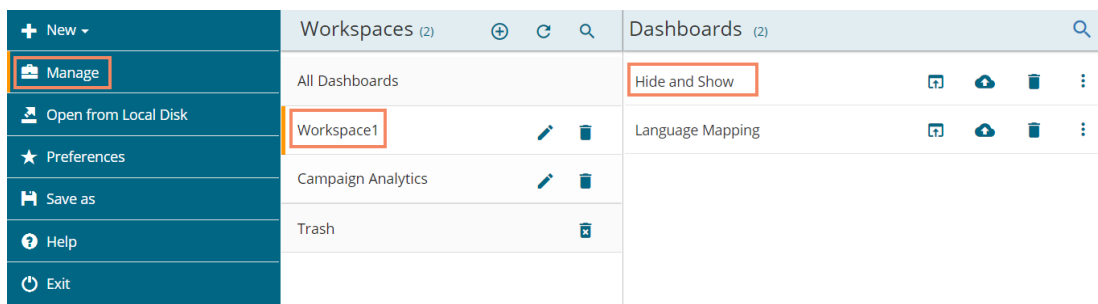 New
Manage
Open from Local Disk
Preferences
Save as
Help
Exit
Workspaces (2)
All Dashboards
Workspace1
Campaign Analytics
Trash
Dashboards (2)
Hide and Show
Language Mapping